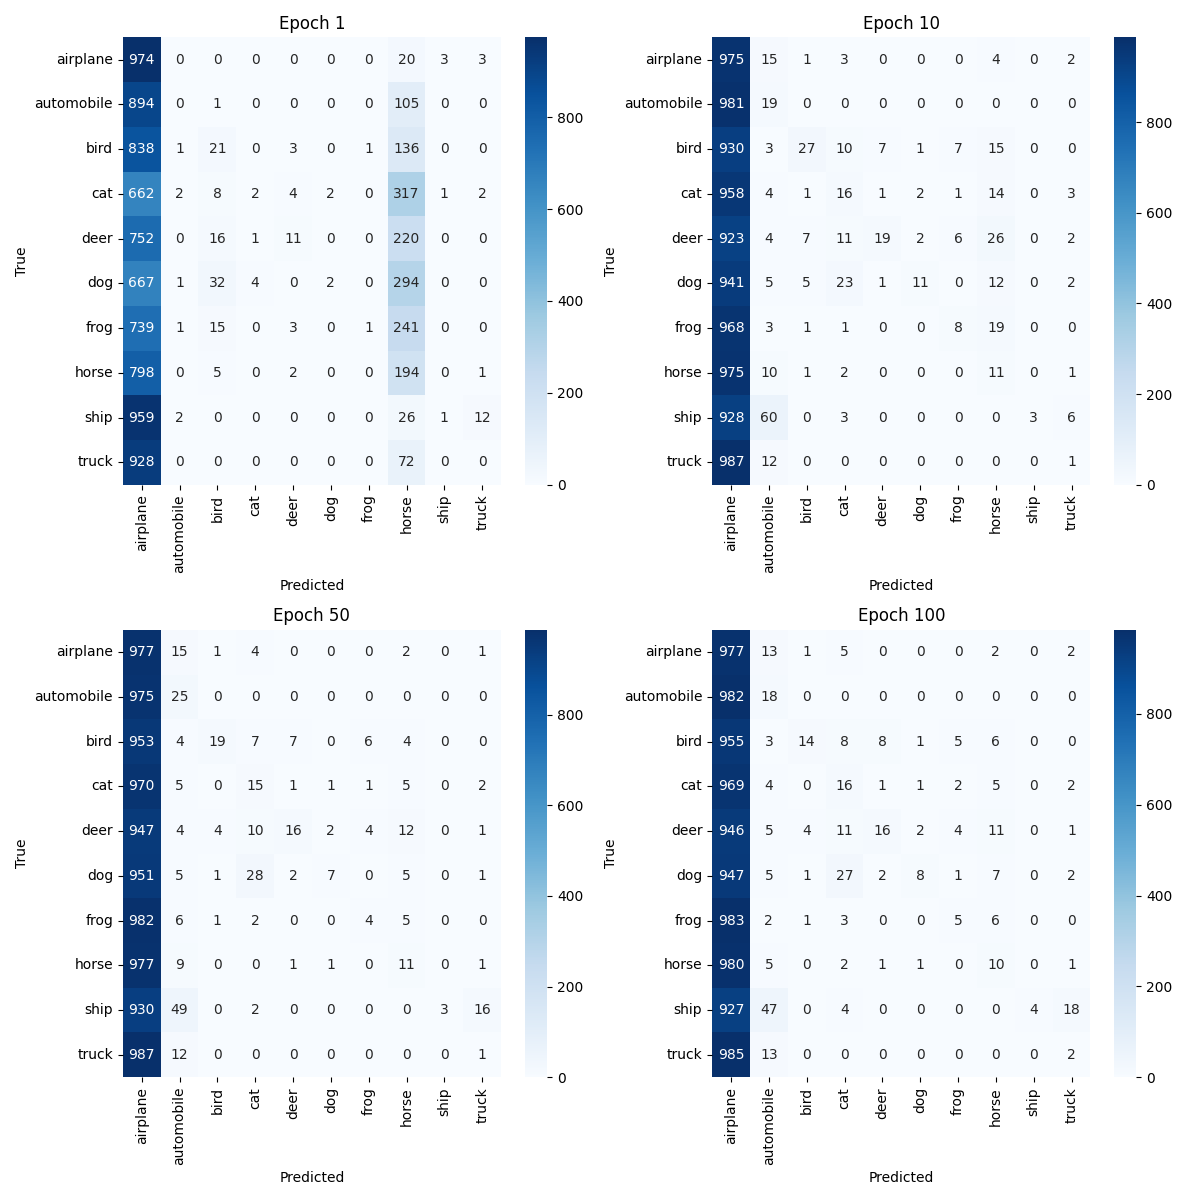 Epoch 1
airplane 974 0 0 0 0 0 0 20 3 3
automobile 894 0 1 0 0 0 0 105 0 0
bird 838 1 21 0 3 0 1 136 0 0
cat 662 2 8 2 4 2 0 317 1 2
deer 752 0 16 1 11 0 0 220 0 0
dog 667 1 32 4 0 2 0 294 0 0
frog 739 1 15 0 3 0 1 241 0 0
horse 798 0 5 0 2 0 0 194 0 1
ship 959 2 0 0 0 0 0 26 1 12
truck 928 0 0 0 0 0 0 72 0 0
True
airplane automobile bird cat deer dog frog horse ship truck
Predicted
800
600
400
200
0
Epoch 10
airplane 975 15 1 3 0 0 0 4 0 2
automobile 981 19 0 0 0 0 0 0 0 0
bird 930 3 27 10 7 1 7 15 0 0
cat 958 4 1 16 1 2 1 14 0 3
deer 923 4 7 11 19 2 6 26 0 2
dog 941 5 5 23 1 11 0 12 0 2
frog 968 3 1 1 0 0 8 19 0 0
horse 975 10 1 2 0 0 0 11 0 1
ship 928 60 0 3 0 0 0 0 3 6
truck 987 12 0 0 0 0 0 0 0 1
True
airplane automobile bird cat deer dog frog horse ship truck
Predicted
800
600
400
200
0
Epoch 50
airplane 977 15 1 4 0 0 0 2 0 1
automobile 975 25 0 0 0 0 0 0 0 0
bird 953 4 19 7 7 0 6 4 0 0
cat 970 5 0 15 1 1 1 5 0 2
deer 947 4 4 10 16 2 4 12 0 1
dog 951 5 1 28 2 7 0 5 0 1
frog 982 6 1 2 0 0 4 5 0 0
horse 977 9 0 0 1 1 0 11 0 1
ship 930 49 0 2 0 0 0 0 3 16
truck 987 12 0 0 0 0 0 0 0 1
True
airplane automobile bird cat deer dog frog horse ship truck
Predicted
800
600
400
200
0
Epoch 100
airplane 977 13 1 5 0 0 0 2 0 2
automobile 982 18 0 0 0 0 0 0 0 0
bird 955 3 14 8 8 1 5 6 0 0
cat 969 4 0 16 1 1 2 5 0 2
deer 946 5 4 11 16 2 4 11 0 1
dog 947 5 1 27 2 8 1 7 0 2
frog 983 2 1 3 0 0 5 6 0 0
horse 980 5 0 2 1 1 0 10 0 1
ship 927 47 0 4 0 0 0 0 4 18
truck 985 13 0 0 0 0 0 0 0 2
True
airplane automobile bird cat deer dog frog horse ship truck
Predicted
800
600
400
200
0